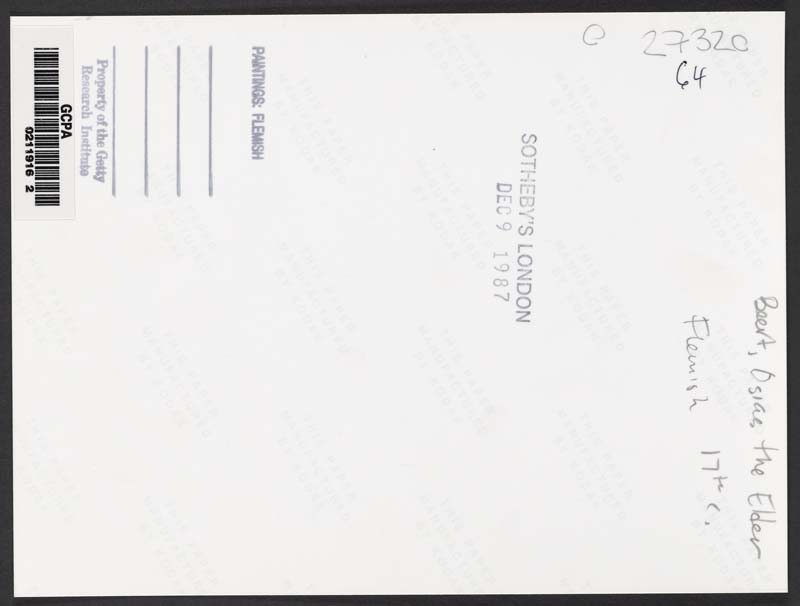 C 27320
64
Beert, Osias the Elder
Flemish 17th c.
SOTHEBY'S LONDON
DEC 9 1987
PAINTINGS: FLEMISH
Property of the Getty
Research Institute
GCPA
0211916 2
THIS PAPER
MANUFACTURED
BY KODAK